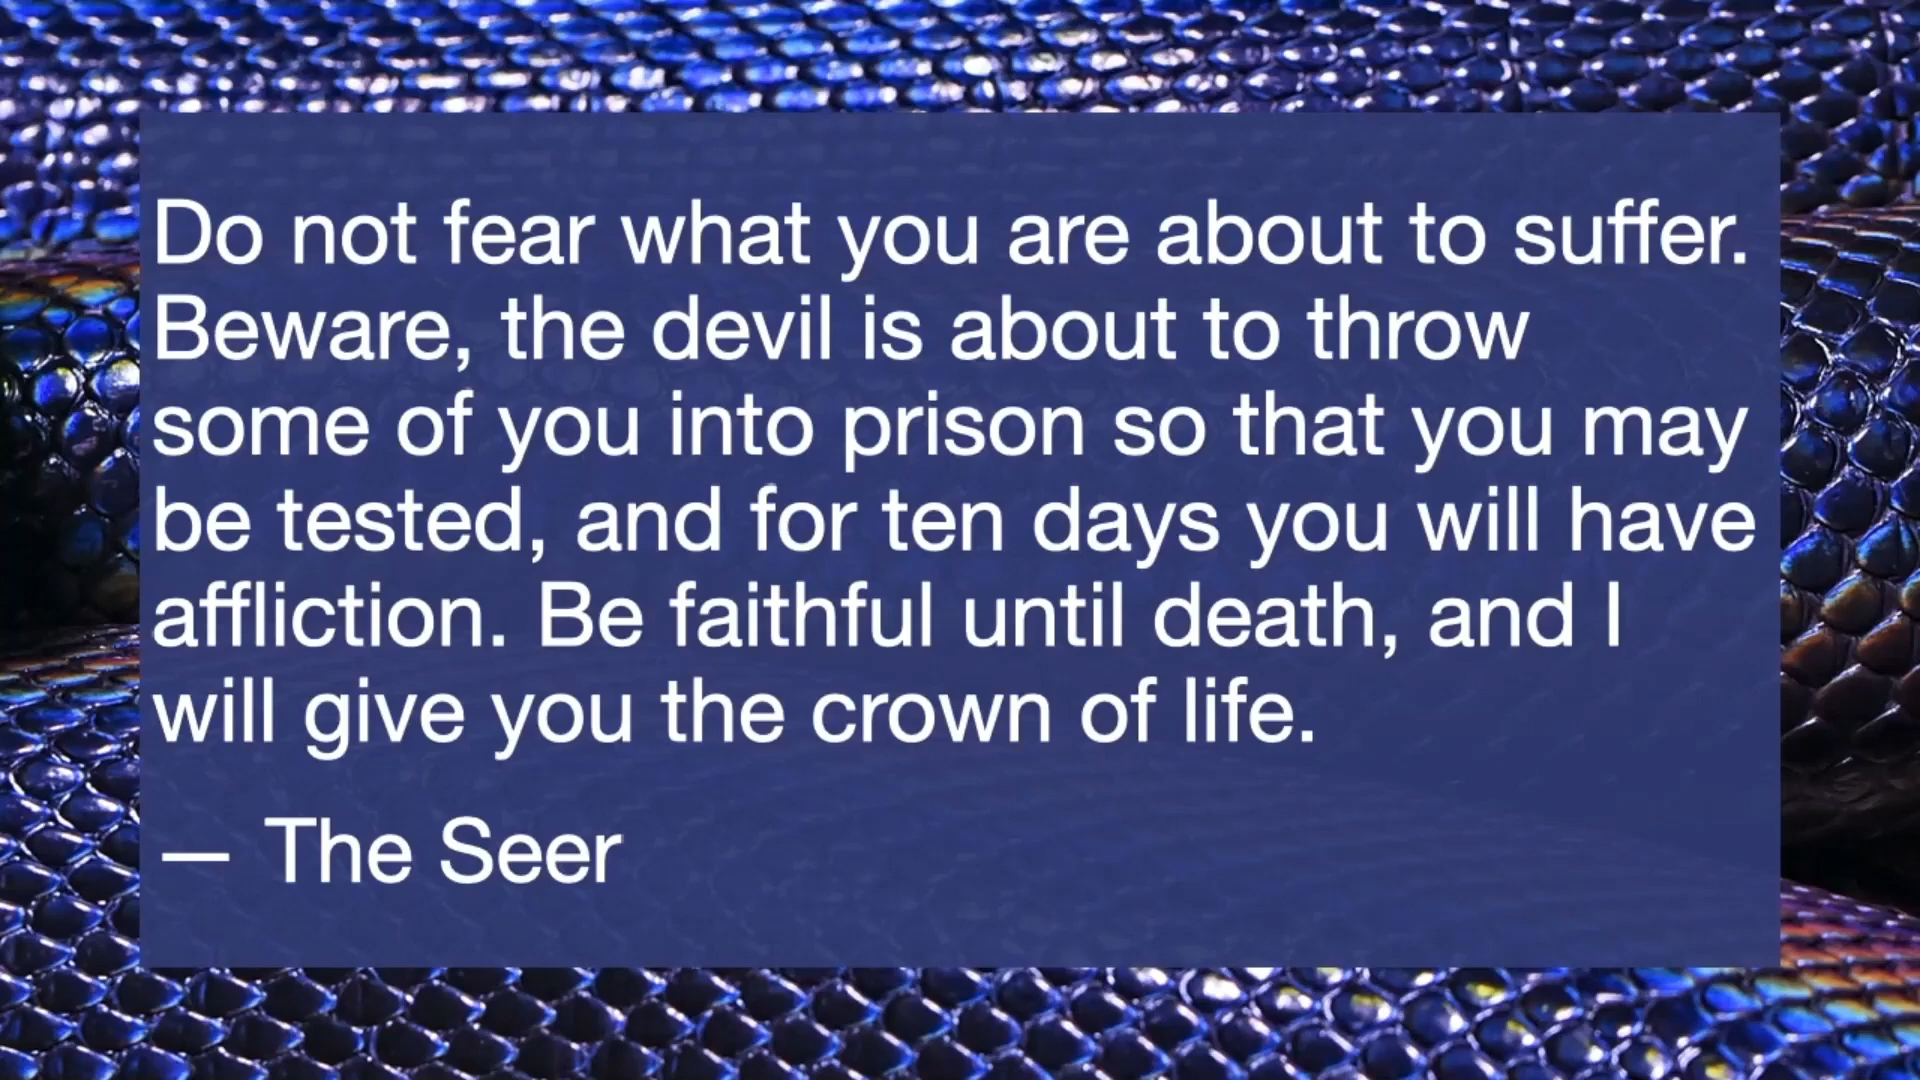 Do not fear what you are about to suffer.
Beware, the devil is about to throw
some of you into prison so that you may
be tested, and for ten days you will have
affliction. Be faithful until death, and I
will give you the crown of life.
— The Seer